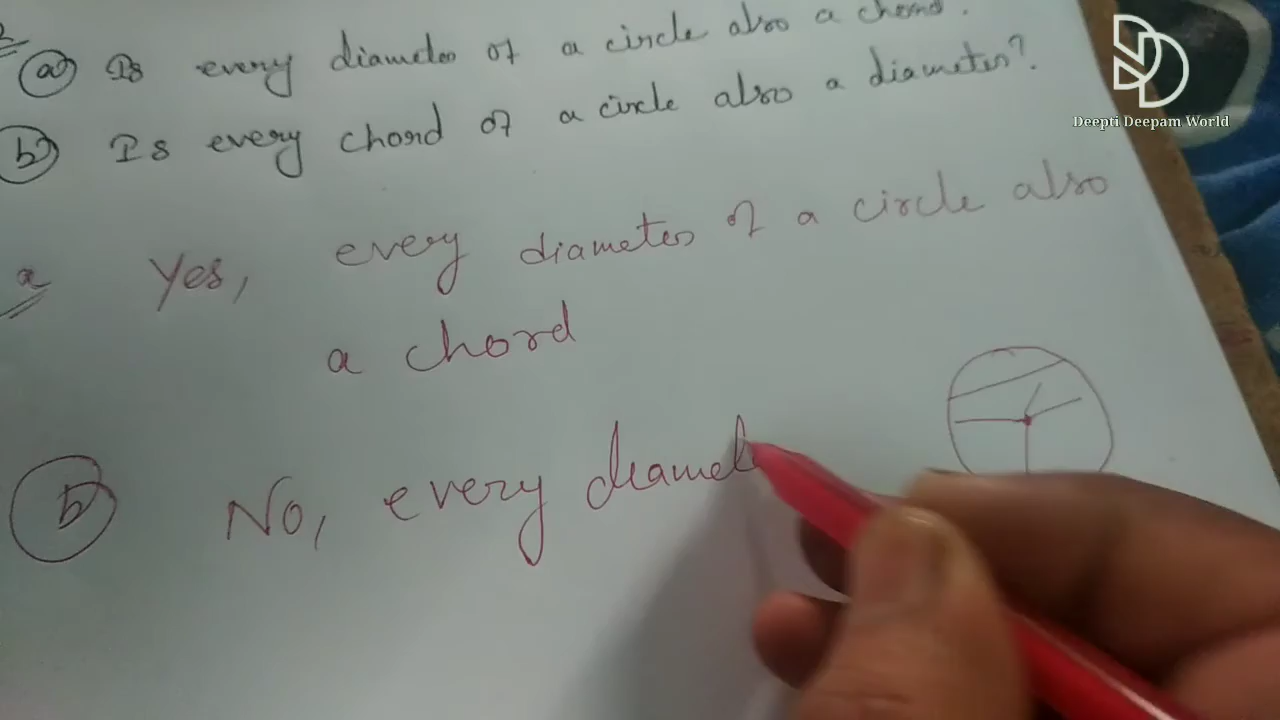 (a) Is every diameter of a circle also a chord.
Deepti Deepam World
(b) Is every chord of a circle also a diameter?
a Yes, every diameter of a circle also
a chord
(b) No, every diamet